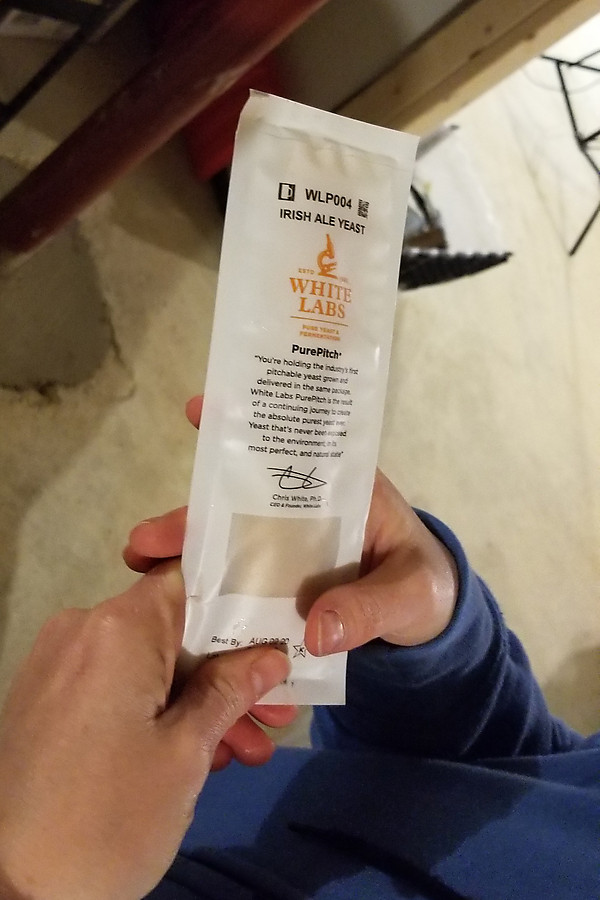 WLP004
IRISH ALE YEAST
ESTD
WHITE
LABS
PURE YEAST &
FERMENTATION
PurePitch
"You're holding the industry's first
pitchable yeast grown and
delivered in the same package.
White Labs PurePitch is the result
of a continuing journey to create
the absolute purest yeast ever.
Yeast that's never been exposed
to the environment, in its
most perfect, and natural state"
Chris White, Ph.D.
CEO & Founder, White Labs
Best By: AUG